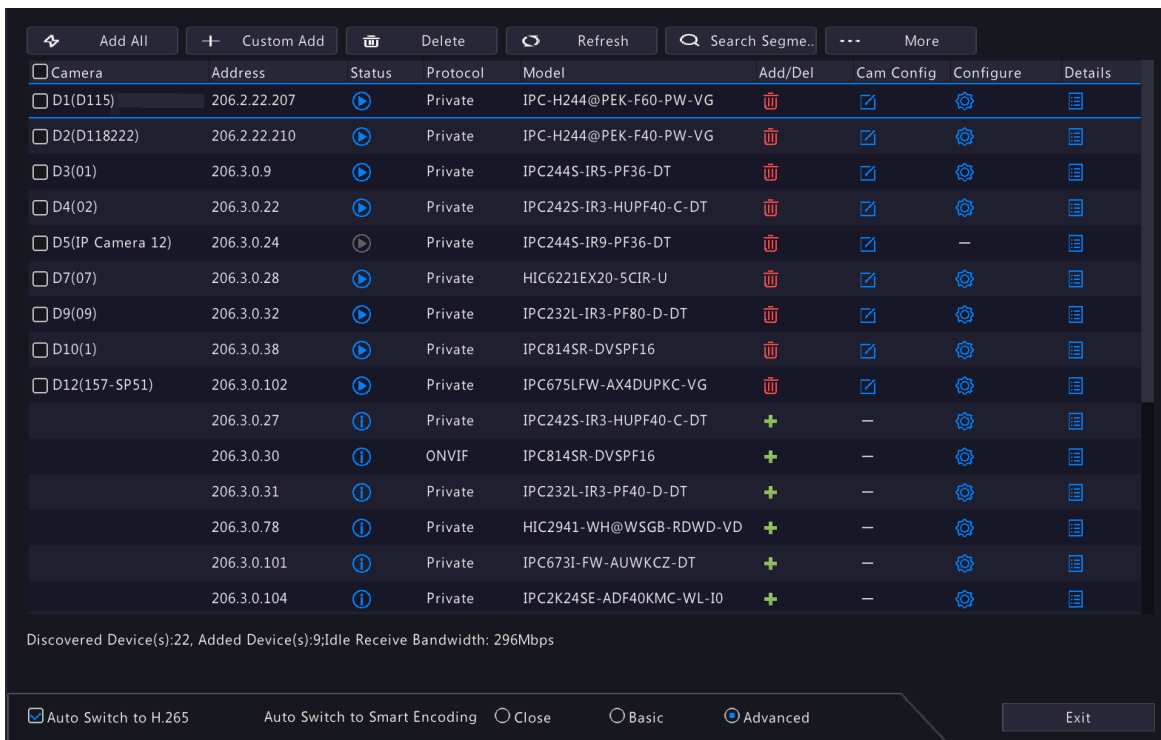 Add All Custom Add Delete Refresh Search Segme.. More
Camera Address Status Protocol Model Add/Del Cam Config Configure Details
D1(D115) 206.2.22.207 Private IPC-H244@PEK-F60-PW-VG
D2(D118222) 206.2.22.210 Private IPC-H244@PEK-F40-PW-VG
D3(01) 206.3.0.9 Private IPC244S-IR5-PF36-DT
D4(02) 206.3.0.22 Private IPC242S-IR3-HUPF40-C-DT
D5(IP Camera 12) 206.3.0.24 Private IPC244S-IR9-PF36-DT –
D7(07) 206.3.0.28 Private HIC6221EX20-5CIR-U
D9(09) 206.3.0.32 Private IPC232L-IR3-PF80-D-DT
D10(1) 206.3.0.38 Private IPC814SR-DVSPF16
D12(157-SP51) 206.3.0.102 Private IPC675LFW-AX4DUPKC-VG
206.3.0.27 Private IPC242S-IR3-HUPF40-C-DT –
206.3.0.30 ONVIF IPC814SR-DVSPF16 –
206.3.0.31 Private IPC232L-IR3-PF40-D-DT –
206.3.0.78 Private HIC2941-WH@WSGB-RDWD-VD –
206.3.0.101 Private IPC673I-FW-AUWKCZ-DT –
206.3.0.104 Private IPC2K24SE-ADF40KMC-WL-I0 –
Discovered Device(s):22, Added Device(s):9;Idle Receive Bandwidth: 296Mbps
Auto Switch to H.265 Auto Switch to Smart Encoding Close Basic Advanced Exit